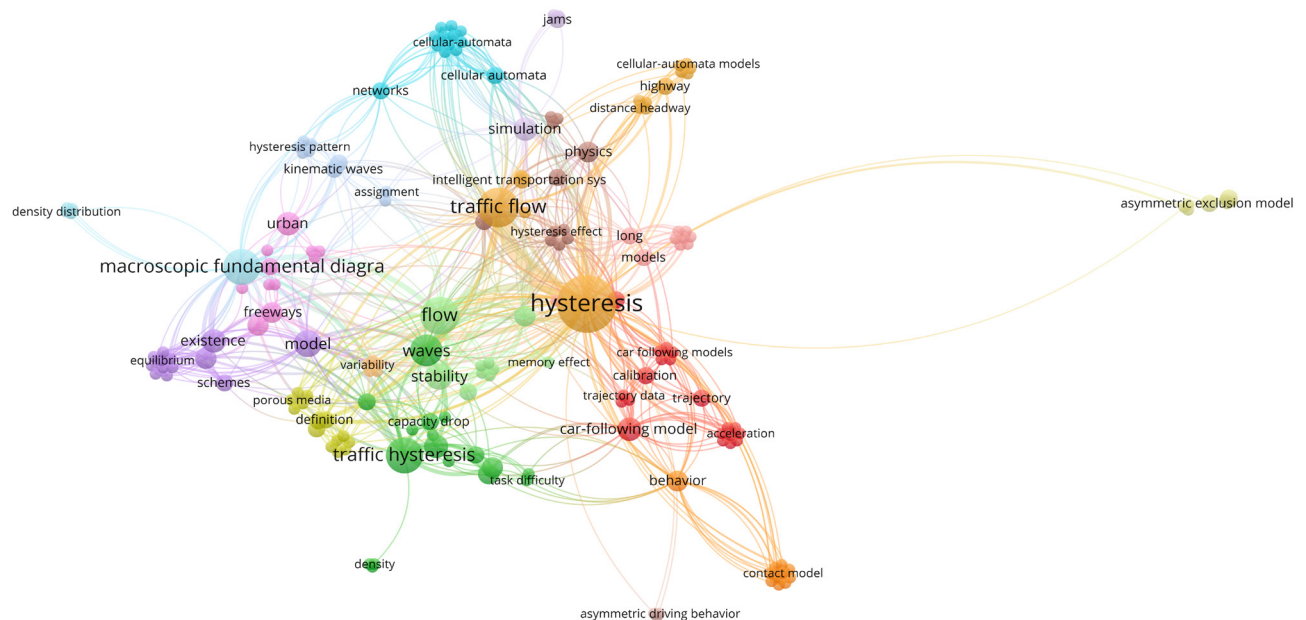 jams
cellular-automata
cellular-automata models
cellular automata
highway
networks
distance headway
simulation
hysteresis pattern
physics
kinematic waves
intelligent transportation sys
assignment
asymmetric exclusion model
traffic flow
density distribution
urban
hysteresis effect
long
models
macroscopic fundamental diagra
hysteresis
freeways
flow
existence
model
waves
car following models
equilibrium
variability
memory effect
stability
calibration
schemes
trajectory data
trajectory
porous media
definition
capacity drop
car-following model
acceleration
traffic hysteresis
task difficulty
behavior
density
contact model
asymmetric driving behavior